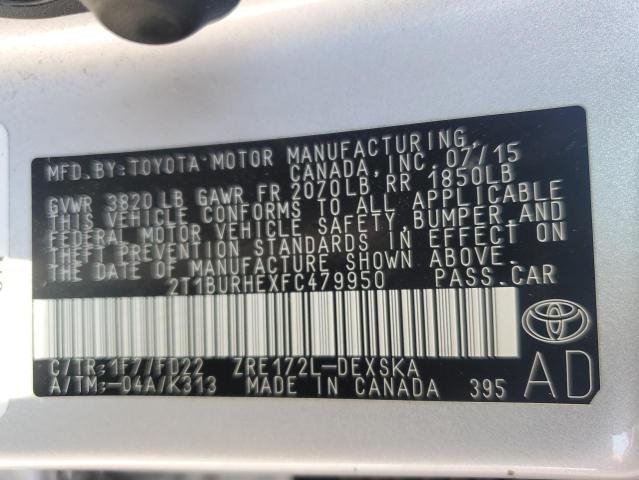 MFD. BY: TOYOTA MOTOR MANUFACTURING,
CANADA, INC. 07/15
GVWR 3820 LB GAWR FR 2070LB RR 1850LB
THIS VEHICLE CONFORMS TO ALL APPLICABLE
FEDERAL MOTOR VEHICLE SAFETY, BUMPER, AND
THEFT PREVENTION STANDARDS IN EFFECT ON
THE DATE OF MANUFACTURE SHOWN ABOVE.
2T1BURHEXFC479950 PASS. CAR
C/TR: 1F7/FD22 ZRE172L-DEXSKA
A/TM: -04A/K313 MADE IN CANADA 395
AD